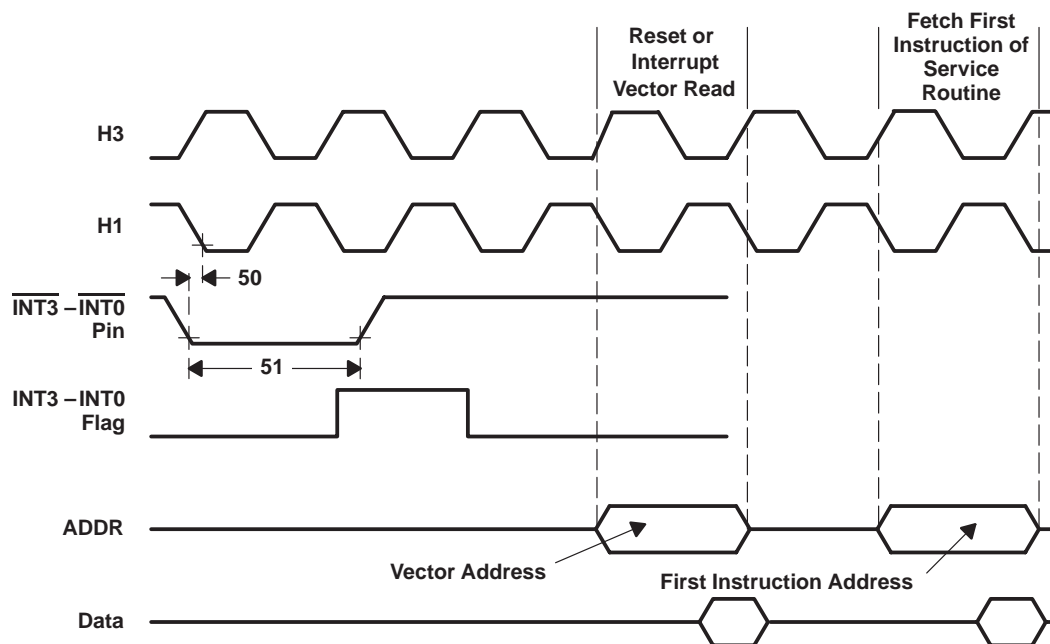 Reset or
Interrupt
Vector Read
Fetch First
Instruction of
Service
Routine
H3
H1
50
INT3 – INT0
Pin
51
INT3 – INT0
Flag
ADDR
Vector Address
First Instruction Address
Data